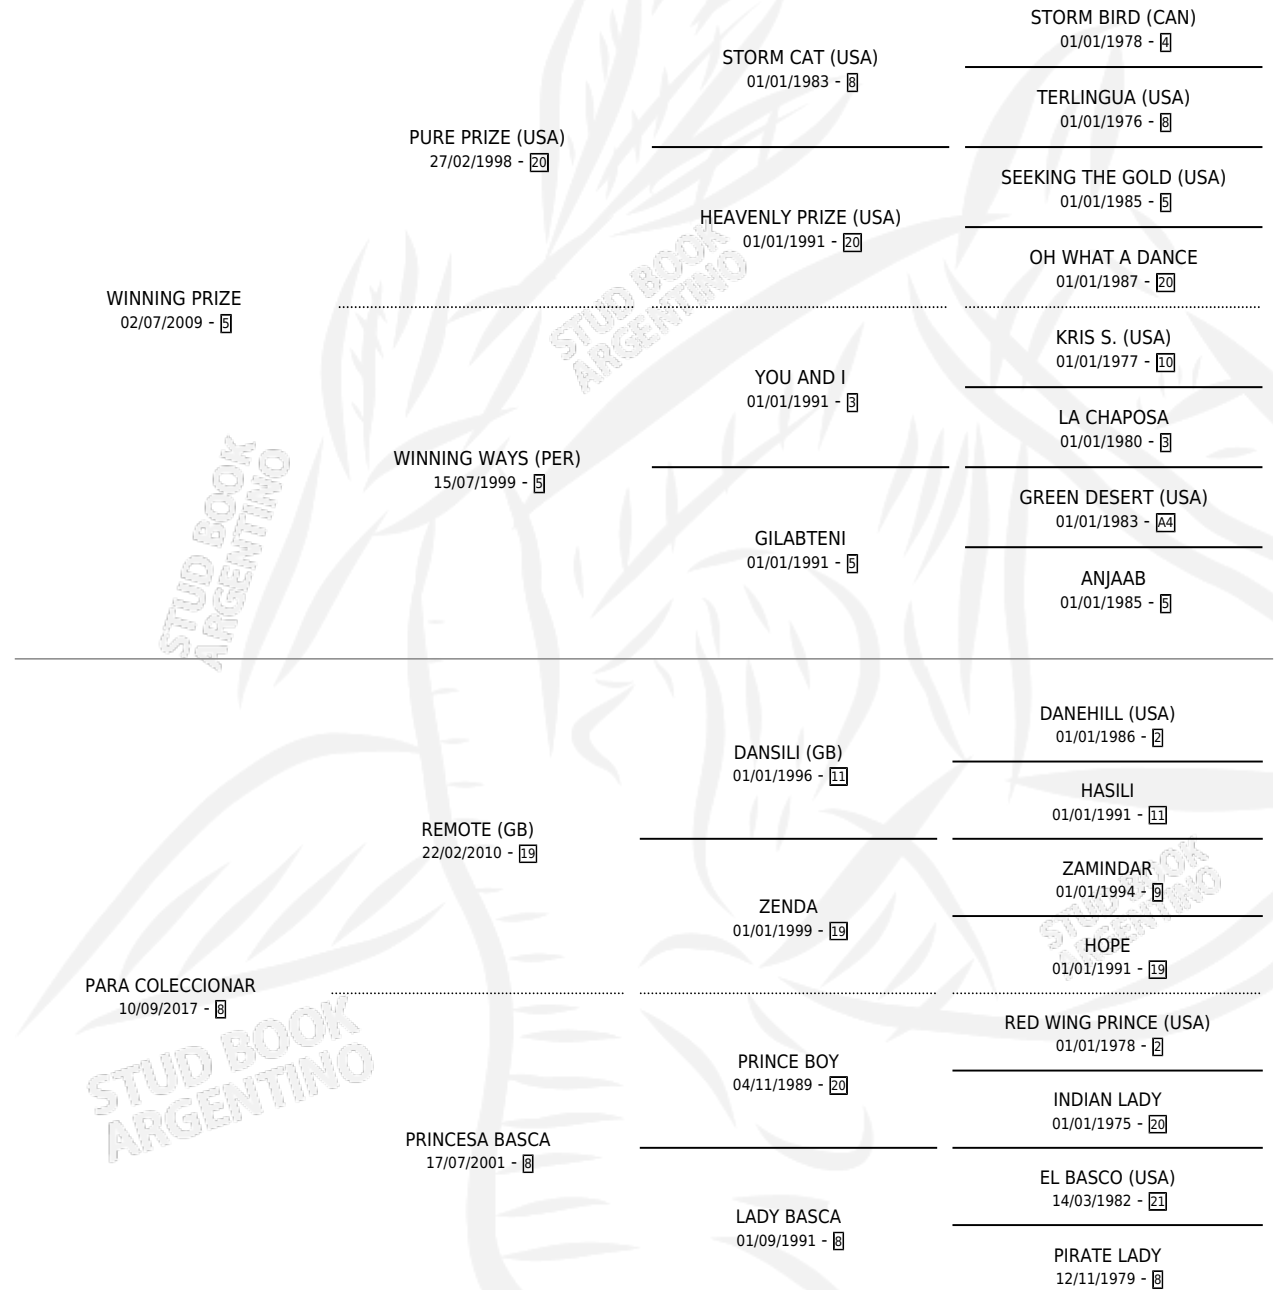 STORM BIRD (CAN)
01/01/1978 - 4
STORM CAT (USA)
01/01/1983 - 8
TERLINGUA (USA)
01/01/1976 - 8
PURE PRIZE (USA)
27/02/1998 - 20
SEEKING THE GOLD (USA)
01/01/1985 - 5
HEAVENLY PRIZE (USA)
01/01/1991 - 20
OH WHAT A DANCE
01/01/1987 - 20
WINNING PRIZE
02/07/2009 - 5
KRIS S. (USA)
01/01/1977 - 10
YOU AND I
01/01/1991 - 3
LA CHAPOSA
01/01/1980 - 3
WINNING WAYS (PER)
15/07/1999 - 5
GREEN DESERT (USA)
01/01/1983 - A4
GILABTENI
01/01/1991 - 5
ANJAAB
01/01/1985 - 5
STUD BOOK
ARGENTINO
STUD BOOK
ARGENTINO
DANEHILL (USA)
01/01/1986 - 2
DANSILI (GB)
01/01/1996 - 11
HASILI
01/01/1991 - 11
REMOTE (GB)
22/02/2010 - 19
ZAMINDAR
01/01/1994 - 9
ZENDA
01/01/1999 - 19
HOPE
01/01/1991 - 19
PARA COLECCIONAR
10/09/2017 - 8
RED WING PRINCE (USA)
01/01/1978 - 2
PRINCE BOY
04/11/1989 - 20
INDIAN LADY
01/01/1975 - 20
PRINCESA BASCA
17/07/2001 - 8
EL BASCO (USA)
14/03/1982 - 21
LADY BASCA
01/09/1991 - 8
PIRATE LADY
12/11/1979 - 8
STUD BOOK
ARGENTINO
STUD BOOK
ARGENTINO